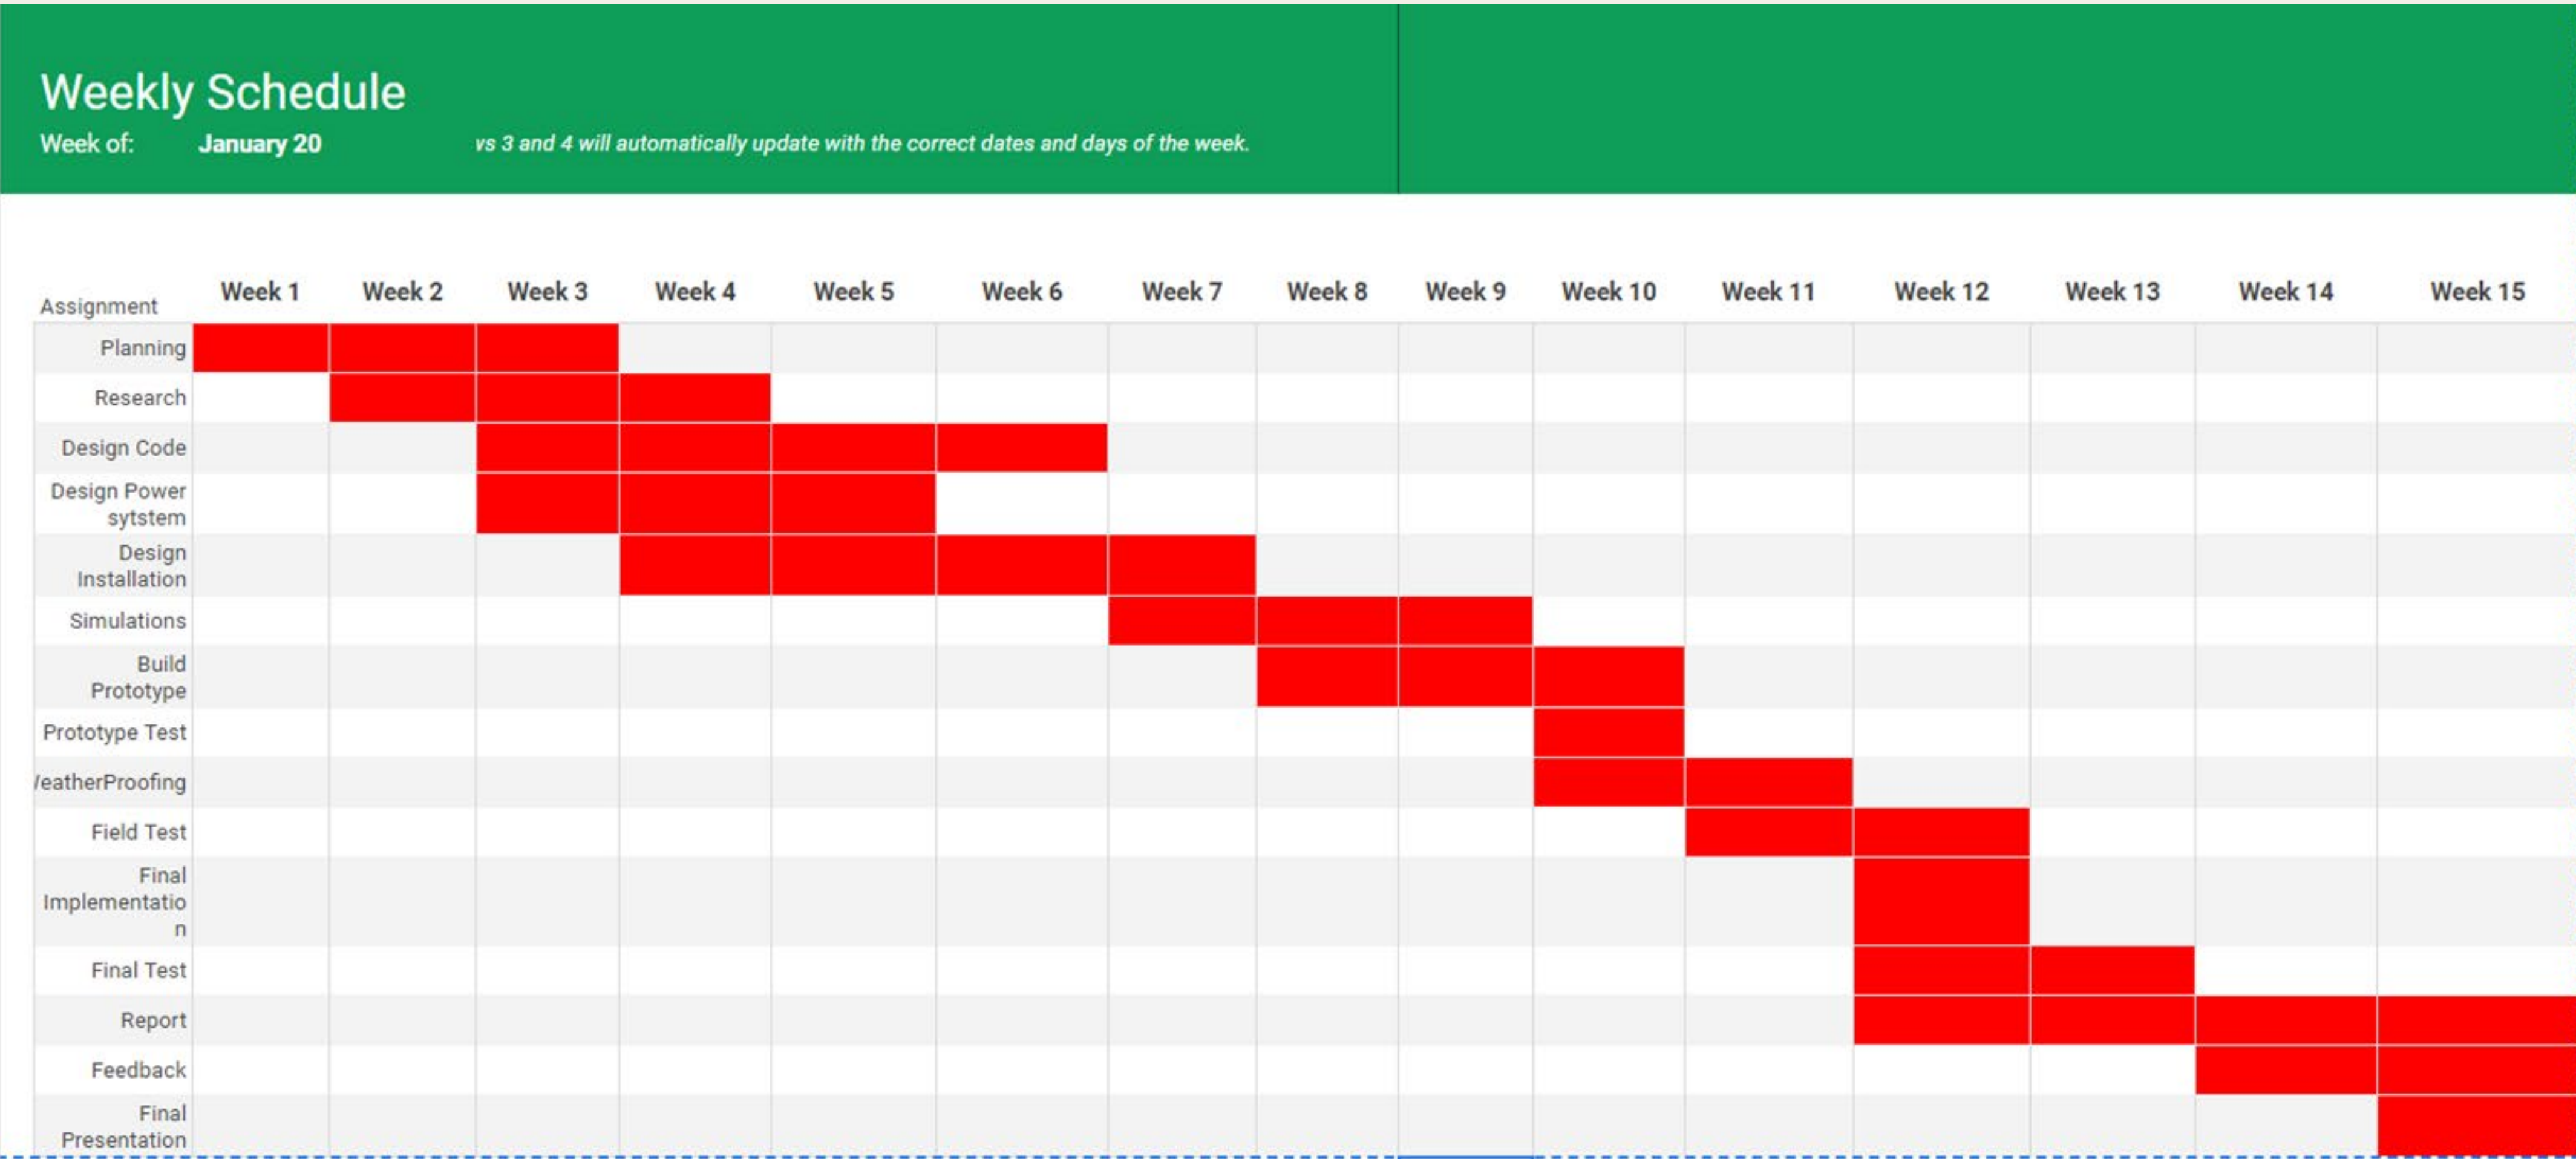 Weekly Schedule
Week of: January 20 vs 3 and 4 will automatically update with the correct dates and days of the week.
Assignment Week 1 Week 2 Week 3 Week 4 Week 5 Week 6 Week 7 Week 8 Week 9 Week 10 Week 11 Week 12 Week 13 Week 14 Week 15
Planning
Research
Design Code
Design Power
sytstem
Design
Installation
Simulations
Build
Prototype
Prototype Test
eatherProofing
Field Test
Final
Implementatio
n
Final Test
Report
Feedback
Final
Presentation